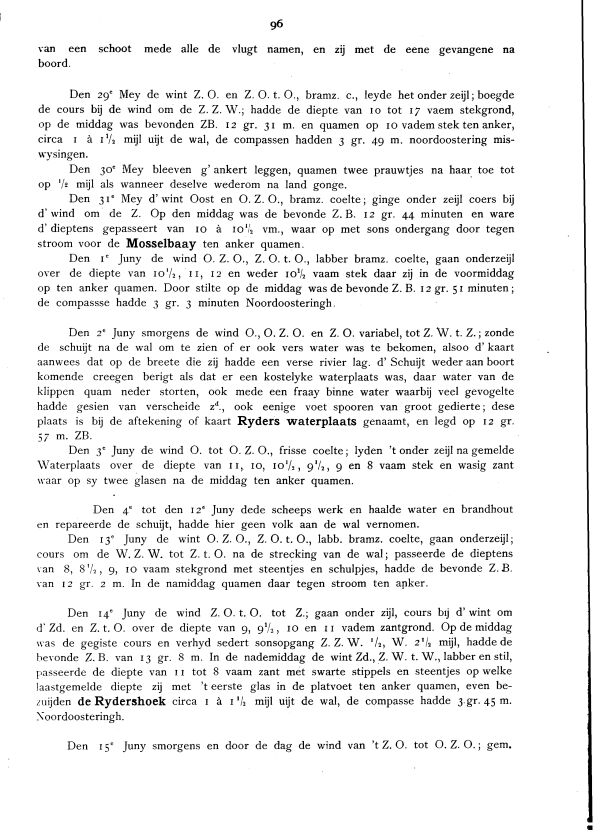 96
van een schoot mede alle de vlugt namen, en zij met de eene gevangene na
boord.
Den 29e Mey de wint Z. O. en Z. O. t. O., bramz. c., leyde het onder zeijl; boegde
de cours bij de wind om de Z. Z. W.; hadde de diepte van 10 tot 17 vaem stekgrond,
op de middag was bevonden ZB. 12 gr. 31 m. en quamen op 10 vadem stek ten anker,
circa 1 à 1 1/2 mijl uijt de wal, de compassen hadden 3 gr. 49 m. noordoostering mis-
wysingen.
Den 30e Mey bleeven g' ankert leggen, quamen twee prauwtjes na haar toe tot
op 1/2 mijl als wanneer deselve wederom na land gonge.
Den 31e Mey d' wint Oost en O. Z. O., bramz. coelte; ginge onder zeijl coers bij
d' wind om de Z. Op den middag was de bevonde Z. B. 12 gr. 44 minuten en ware
d' dieptens gepasseert van 10 à 10 1/2 vm., waar op met sons ondergang door tegen
stroom voor de Mosselbaay ten anker quamen.
Den 1e Juny de wind O. Z. O., Z. O. t. O., labber bramz. coelte, gaan onderzeijl
over de diepte van 10 1/2, 11, 12 en weder 10 1/2 vaam stek daar zij in de voormiddag
op ten anker quamen. Door stilte op de middag was de bevonde Z. B. 12 gr. 51 minuten;
de compassse hadde 3 gr. 3 minuten Noordoosteringh.
Den 2e Juny smorgens de wind O., O. Z. O. en Z. O. variabel, tot Z. W. t. Z.; zonde
de schuijt na de wal om te zien of er ook vers water was te bekomen, alsoo d' kaart
aanwees dat op de breete die zij hadde een verse rivier lag. d' Schuijt weder aan boort
komende creegen berigt als dat er een kostelyke waterplaats was, daar water van de
klippen quam neder storten, ook mede een fraay binne water waarbij veel gevogelte
hadde gesien van verscheide zd., ook eenige voet spooren van groot gedierte; dese
plaats is bij de aftekening of kaart Ryders waterplaats genaamt, en legd op 12 gr.
57 m. ZB.
Den 3e Juny de wind O. tot O. Z. O., frisse coelte; lyden 't onder zeijl na gemelde
Waterplaats over de diepte van 11, 10, 10 1/2, 9 1/2, 9 en 8 vaam stek en wasig zant
waar op sy twee glasen na de middag ten anker quamen.
Den 4e tot den 12e Juny dede scheeps werk en haalde water en brandhout
en repareerde de schuijt, hadde hier geen volk aan de wal vernomen.
Den 13e Juny de wint O. Z. O., Z. O. t. O., labb. bramz. coelte, gaan onderzeijl;
cours om de W. Z. W. tot Z. t. O. na de strecking van de wal; passeerde de dieptens
van 8, 8 1/2, 9, 10 vaam stekgrond met steentjes en schulpjes, hadde de bevonde Z. B.
van 12 gr. 2 m. In de namiddag quamen daar tegen stroom ten anker.
Den 14e Juny de wind Z. O. t. O. tot Z.; gaan onder zijl, cours bij d' wint om
d' Zd. en Z. t. O. over de diepte van 9, 9 1/2, 10 en 11 vadem zantgrond. Op de middag
was de gegiste cours en verhyd sedert sonsopgang Z. Z. W. 1/2, W. 2 1/2 mijl, hadde de
bevonde Z. B. van 13 gr. 8 m. In de nademiddag de wint Zd., Z. W. t. W., labber en stil,
passeerde de diepte van 11 tot 8 vaam zant met swarte stippels en steentjes op welke
laastgemelde diepte zij met 't eerste glas in de platvoet ten anker quamen, even be-
zuijden de Rydershoek circa 1 à 1 1/2 mijl uijt de wal, de compasse hadde 3 gr. 45 m.
Noordoosteringh.
Den 15e Juny smorgens en door de dag de wind van 't Z. O. tot O. Z. O.; gem.